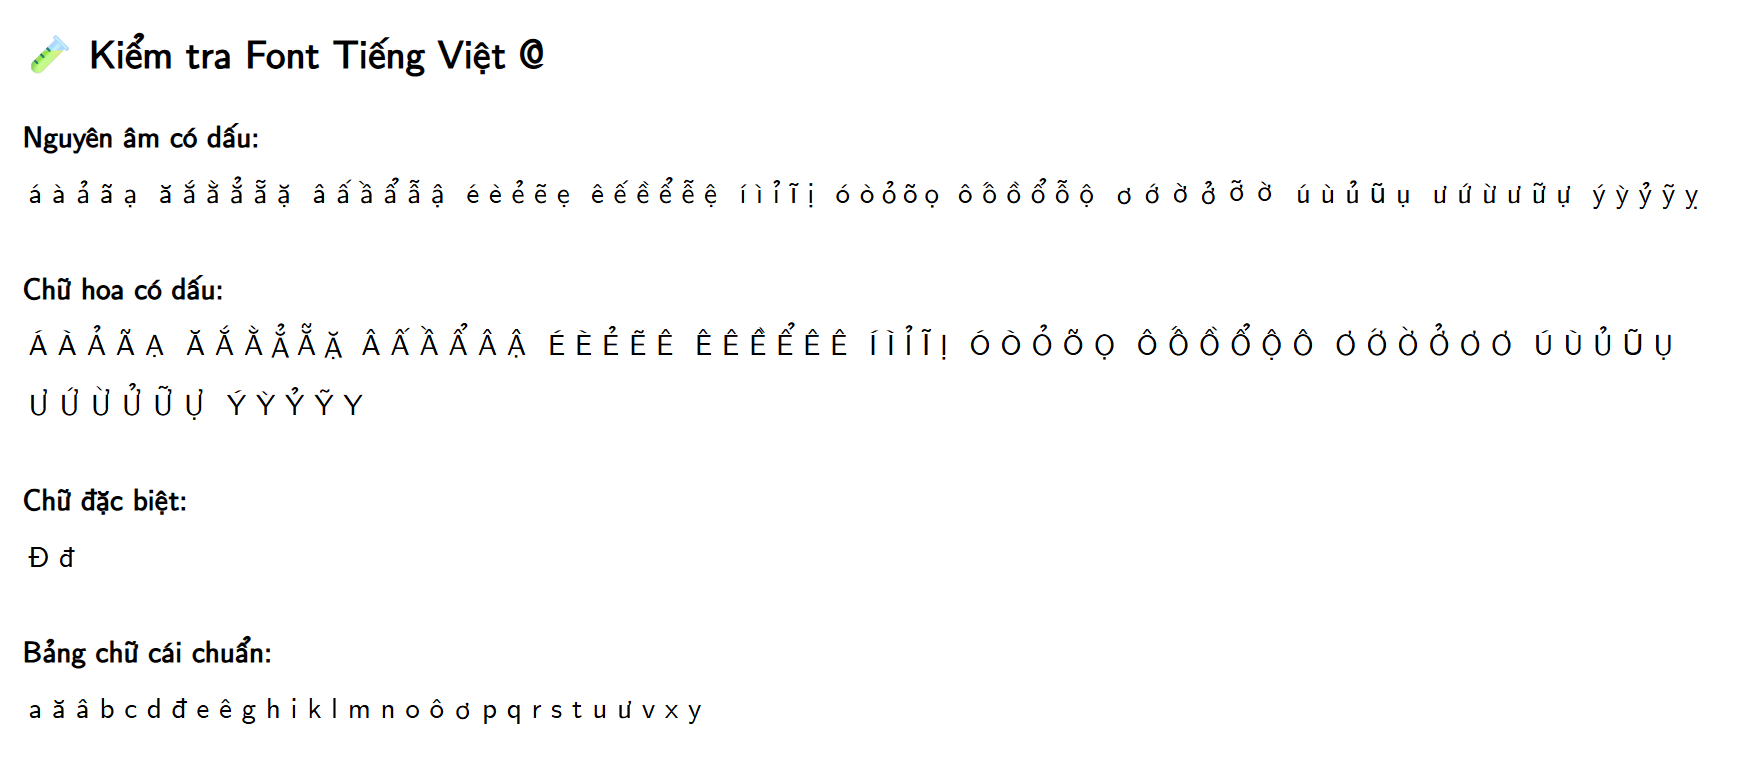 🧪 Kiểm tra Font Tiếng Việt @
Nguyên âm có dấu:
á à ả ã ạ ă ắ ằ ẳ ẵ ặ â ấ ầ ẩ ẫ ậ é è ẻ ẽ ẹ ê ế ề ể ễ ệ í ì ỉ ĩ ị ó ò ỏ õ ọ ô ố ồ ổ ỗ ộ ơ ớ ờ ở ỡ ờ ú ù ủ ũ ụ ư ứ ừ ư ữ ự ý ỳ ỷ ỹ ỵ
Chữ hoa có dấu:
Á À Ả Ã Ạ Ă Ắ Ằ Ẳ Ẵ Ặ Â Ấ Ầ Ẩ Â Ậ É È Ẻ Ẽ Ê Ê Ê Ề Ể Ê Ê Í Ì Ỉ Ĩ Ị Ó Ò Ỏ Õ Ọ Ô Ố Ồ Ổ Ộ Ô Ơ Ớ Ờ Ở Ơ Ơ Ú Ù Ủ Ũ Ụ
Ư Ứ Ừ Ử Ữ Ự Ý Ỳ Ỷ Ỹ Y
Chữ đặc biệt:
Đ đ
Bảng chữ cái chuẩn:
a ă â b c d đ e ê g h i k l m n o ô ơ p q r s t u ư v x y